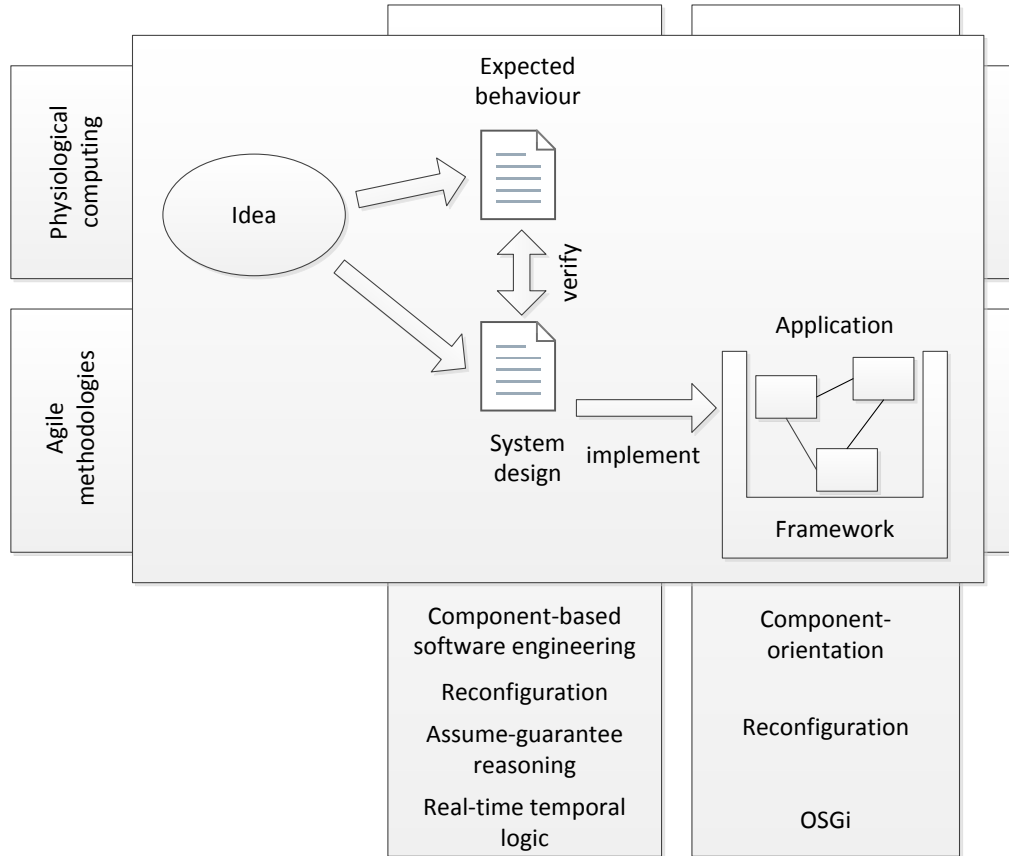 Physiological
computing
Agile
methodologies
Expected
behaviour
Idea
verify
System
design
implement
Application
Framework
Component-based
software engineering
Reconfiguration
Assume-guarantee
reasoning
Real-time temporal
logic
Component-
orientation
Reconfiguration
OSGi